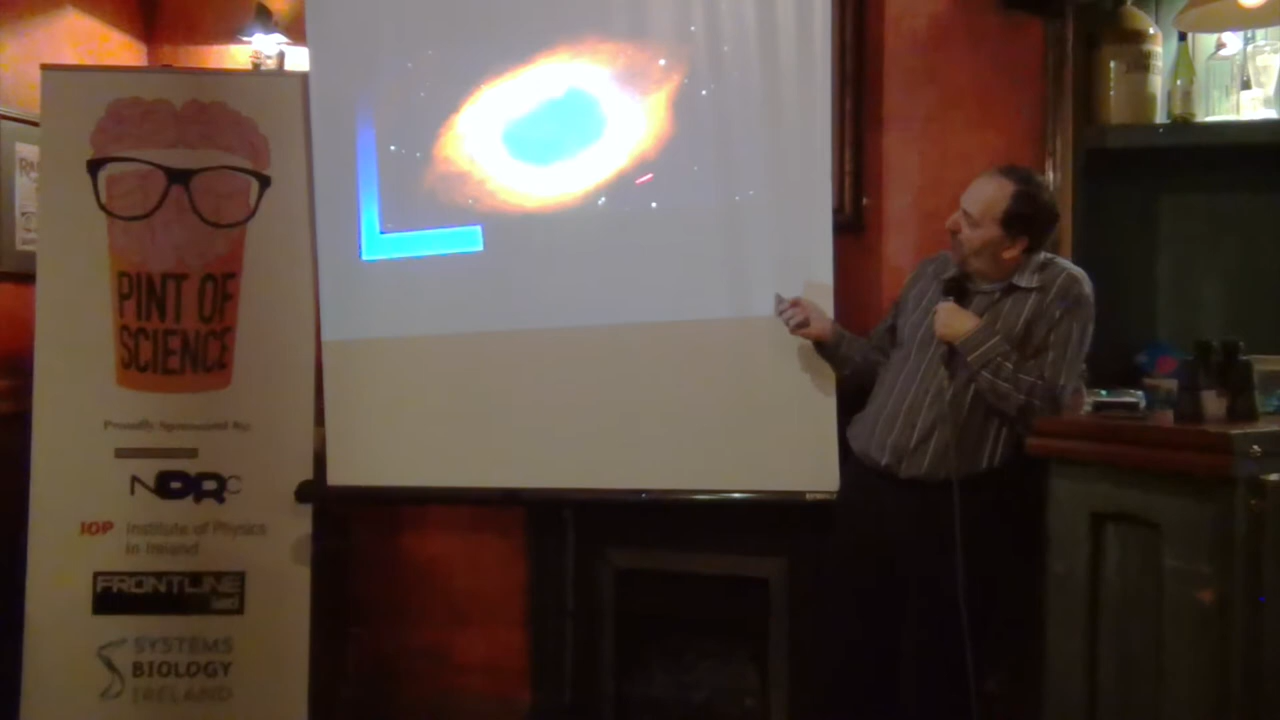 PINT OF
SCIENCE
Proudly Sponsored By:
NDRC
IOP Institute of Physics
in Ireland
FRONTLINE
SYSTEMS
BIOLOGY
IRELAND